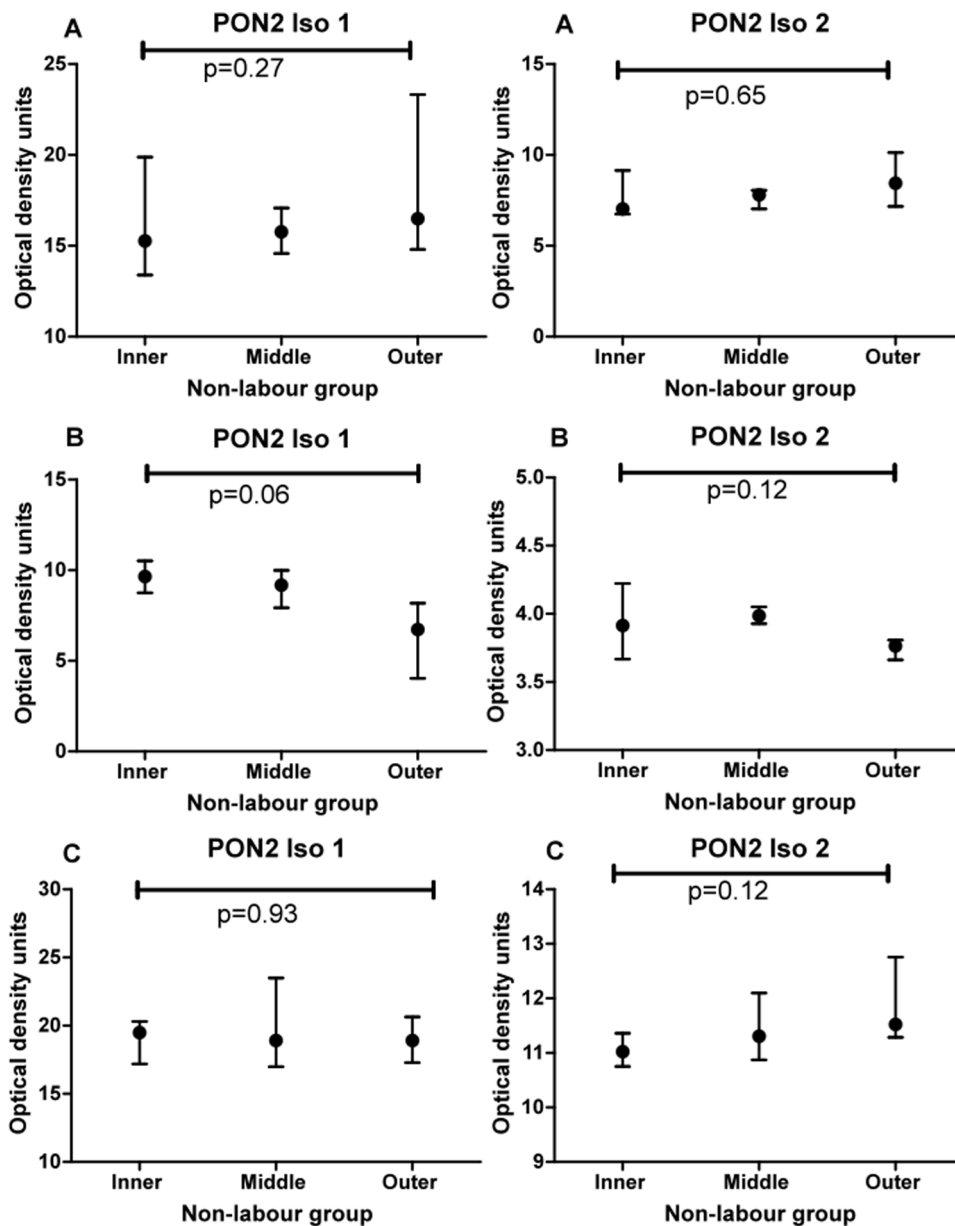 A
PON2 Iso 1
p=0.27
Optical density units
25
20
15
10
Inner Middle Outer
Non-labour group
A
PON2 Iso 2
p=0.65
Optical density units
15
10
5
0
Inner Middle Outer
Non-labour group
B
PON2 Iso 1
p=0.06
Optical density units
15
10
5
0
Inner Middle Outer
Non-labour group
B
PON2 Iso 2
p=0.12
Optical density units
5.0
4.5
4.0
3.5
3.0
Inner Middle Outer
Non-labour group
C
PON2 Iso 1
p=0.93
Optical density units
30
25
20
15
10
Inner Middle Outer
Non-labour group
C
PON2 Iso 2
p=0.12
Optical density units
14
13
12
11
10
9
Inner Middle Outer
Non-labour group